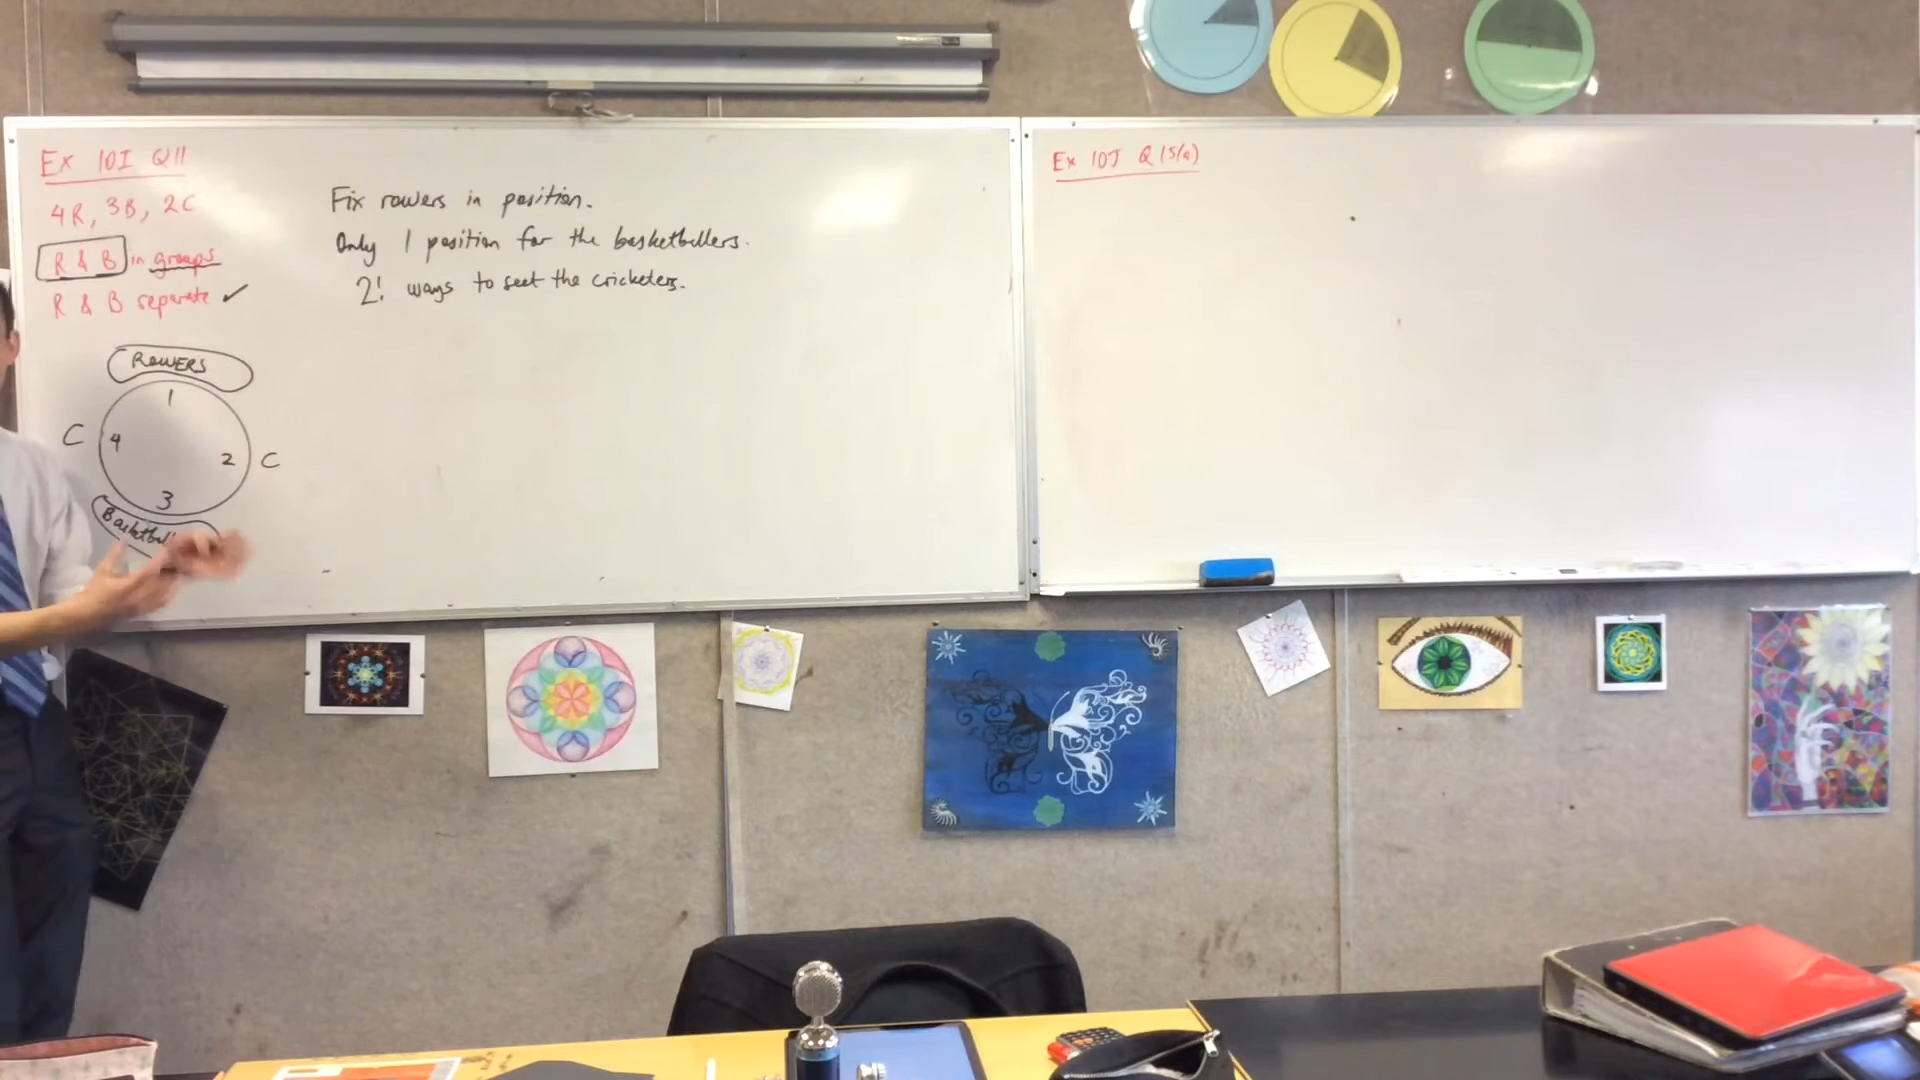 Ex 10I Q11
4R, 3B, 2C
R & B in groups
R & B separate ✓
Fix rowers in position.
Only 1 position for the basketballers.
2! ways to seat the cricketers.
ROWERS
1
C 4 2 C
3
Ex 10J Q15(a)